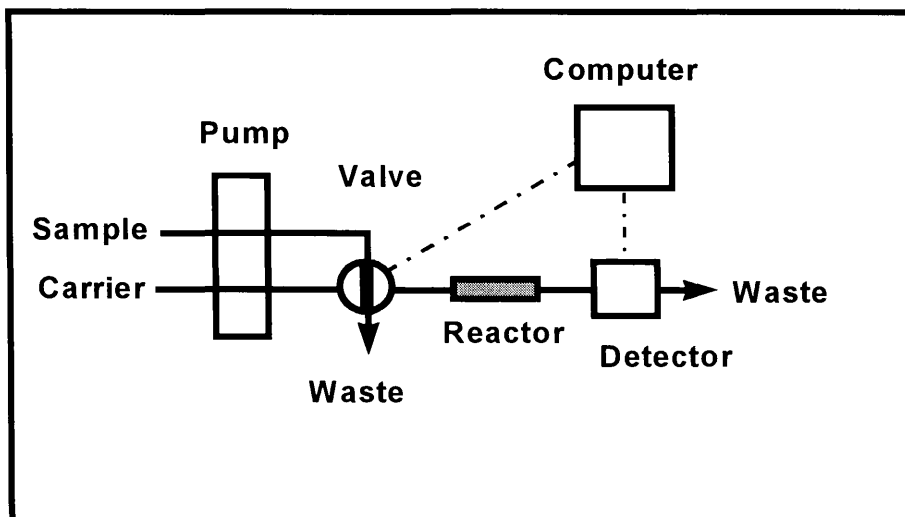 Computer
Pump
Valve
Sample
Carrier
Waste
Reactor
Detector
Waste